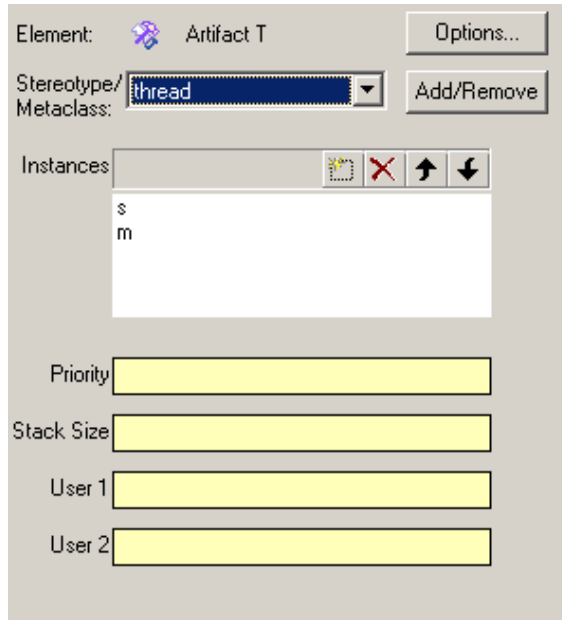 Element: Artifact T Options...
Stereotype/
Metaclass: thread Add/Remove
Instances
s
m
Priority
Stack Size
User 1
User 2